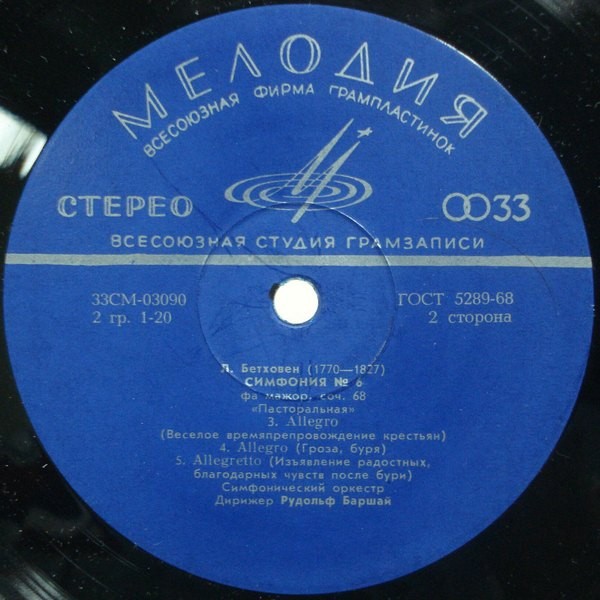 МЕЛОДИЯ
ВСЕСОЮЗНАЯ ФИРМА ГРАМПЛАСТИНОК
СТЕРЕО
33
ВСЕСОЮЗНАЯ СТУДИЯ ГРАМЗАПИСИ
33СМ-03090
ГОСТ 5289-68
2 гр. 1-20
2 сторона
Л. Бетховен (1770—1827)
СИМФОНИЯ № 6
фа мажор, соч. 68
«Пасторальная»
3. Allegro
(Веселое времяпрепровождение крестьян)
4. Allegro (Гроза, буря)
5. Allegretto (Изъявление радостных,
благодарных чувств после бури)
Симфонический оркестр
Дирижер Рудольф Баршай